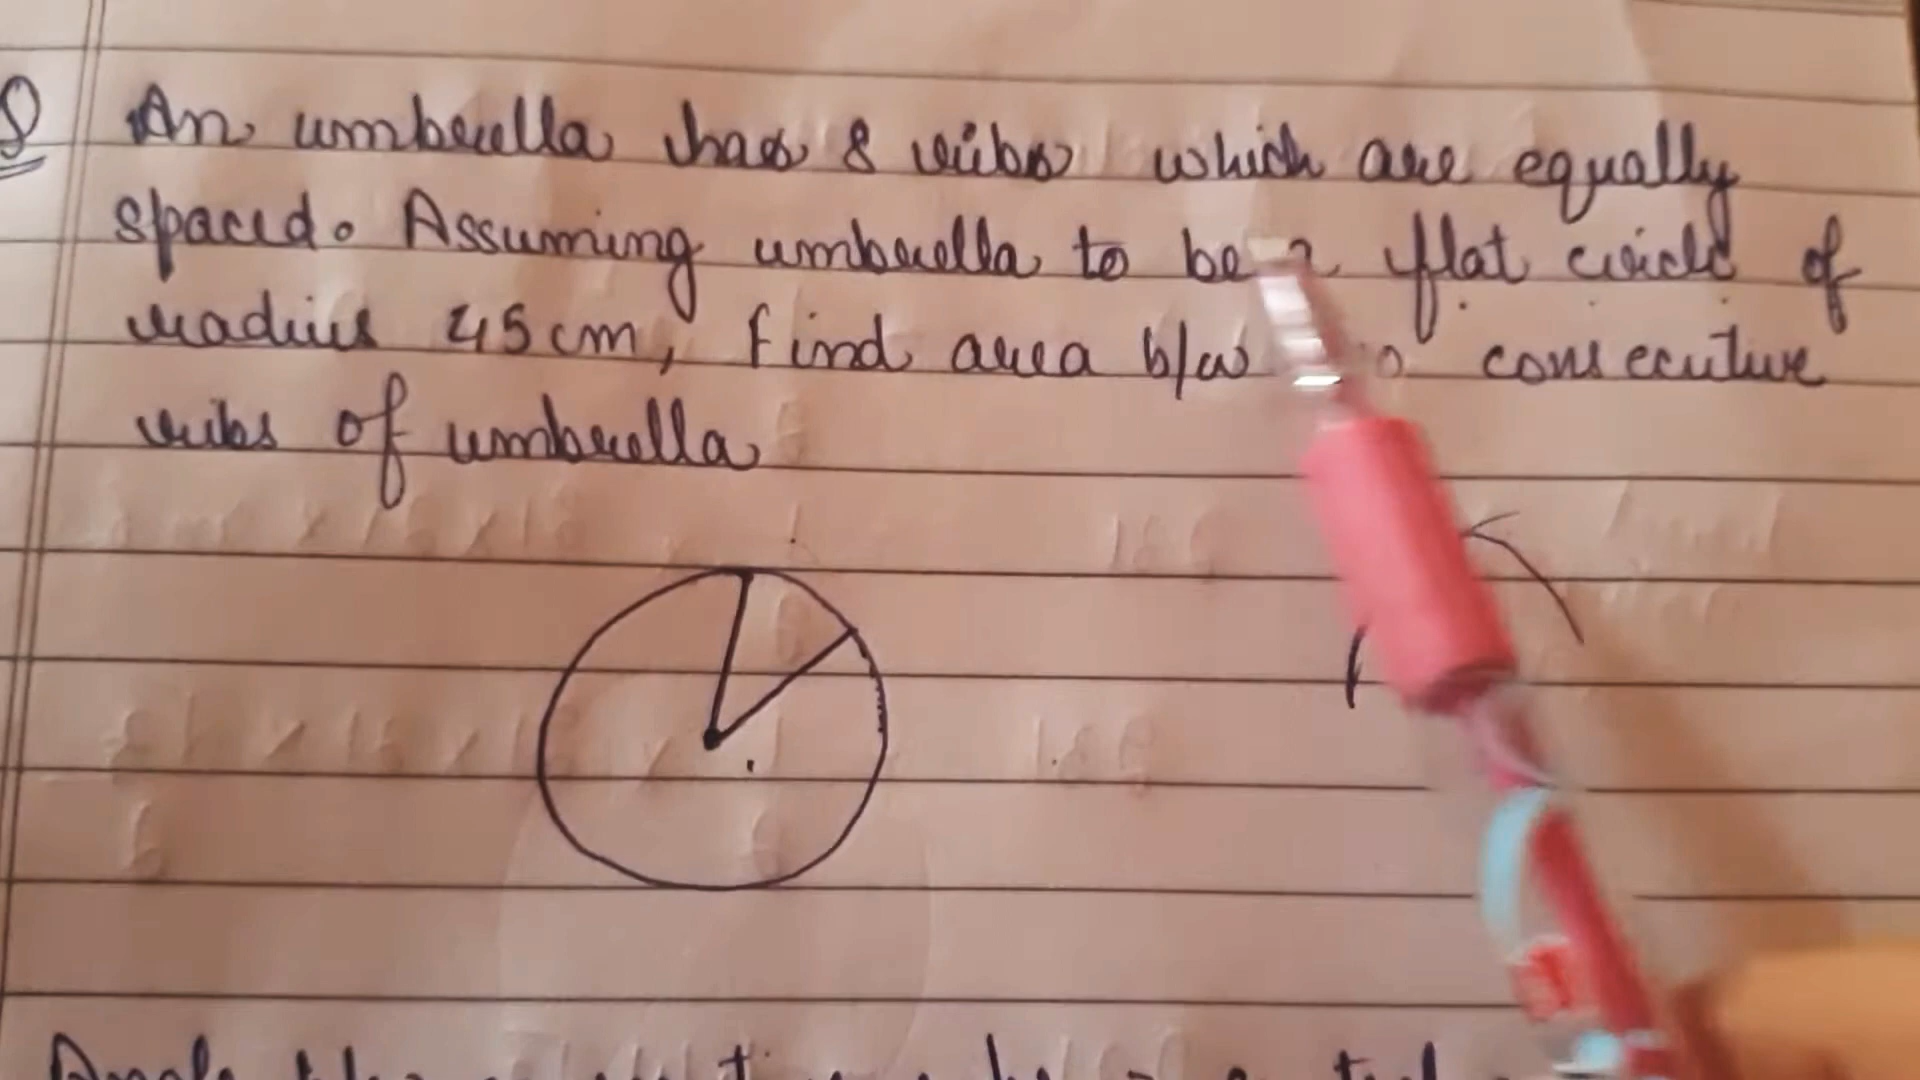 Q An umbrella has 8 ribs which are equally
spaced. Assuming umbrella to be a flat circle of
radius 45 cm, Find area b/w consecutive
ribs of umbrella
Angle